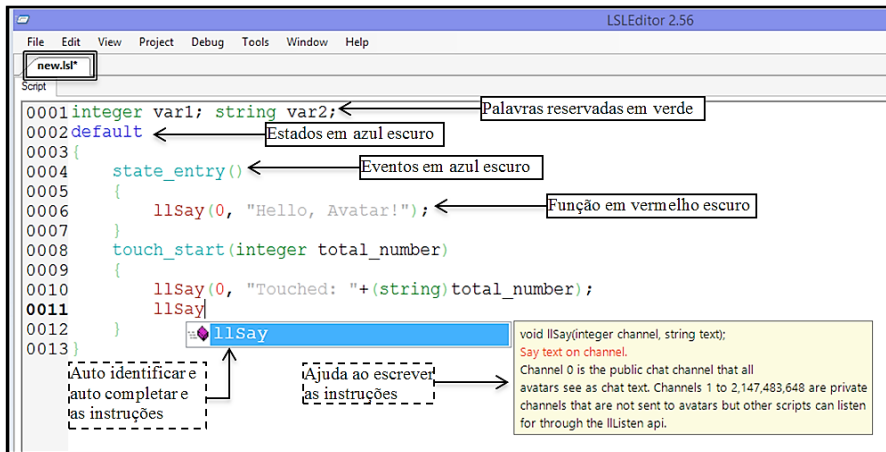 LSLEditor 2.56
File Edit View Project Debug Tools Window Help
new.lsl*
Script
0001 integer var1; string var2;
Palavras reservadas em verde
0002 default
Estados em azul escuro
0003 {
0004 state_entry()
Eventos em azul escuro
0005 {
0006 llSay(0, "Hello, Avatar!");
Função em vermelho escuro
0007 }
0008 touch_start(integer total_number)
0009 {
0010 llSay(0, "Touched: "+(string)total_number);
0011 llSay
0012 }
llSay
0013 }
Auto identificar e
auto completar e
as instruções
Ajuda ao escrever
as instruções
void llSay(integer channel, string text);
Say text on channel.
Channel 0 is the public chat channel that all
avatars see as chat text. Channels 1 to 2,147,483,648 are private
channels that are not sent to avatars but other scripts can listen
for through the llListen api.